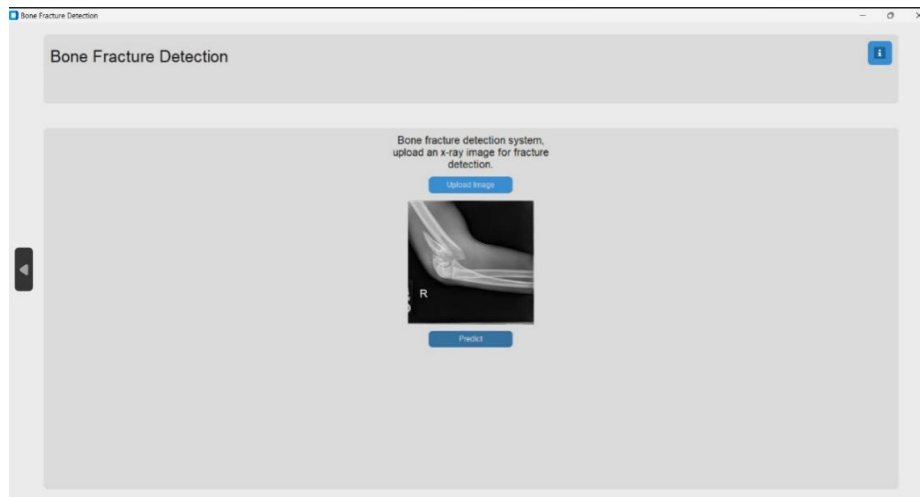 Bone Fracture Detection
Bone Fracture Detection
Bone fracture detection system,
upload an x-ray image for fracture
detection.
Upload Image
R
Predict